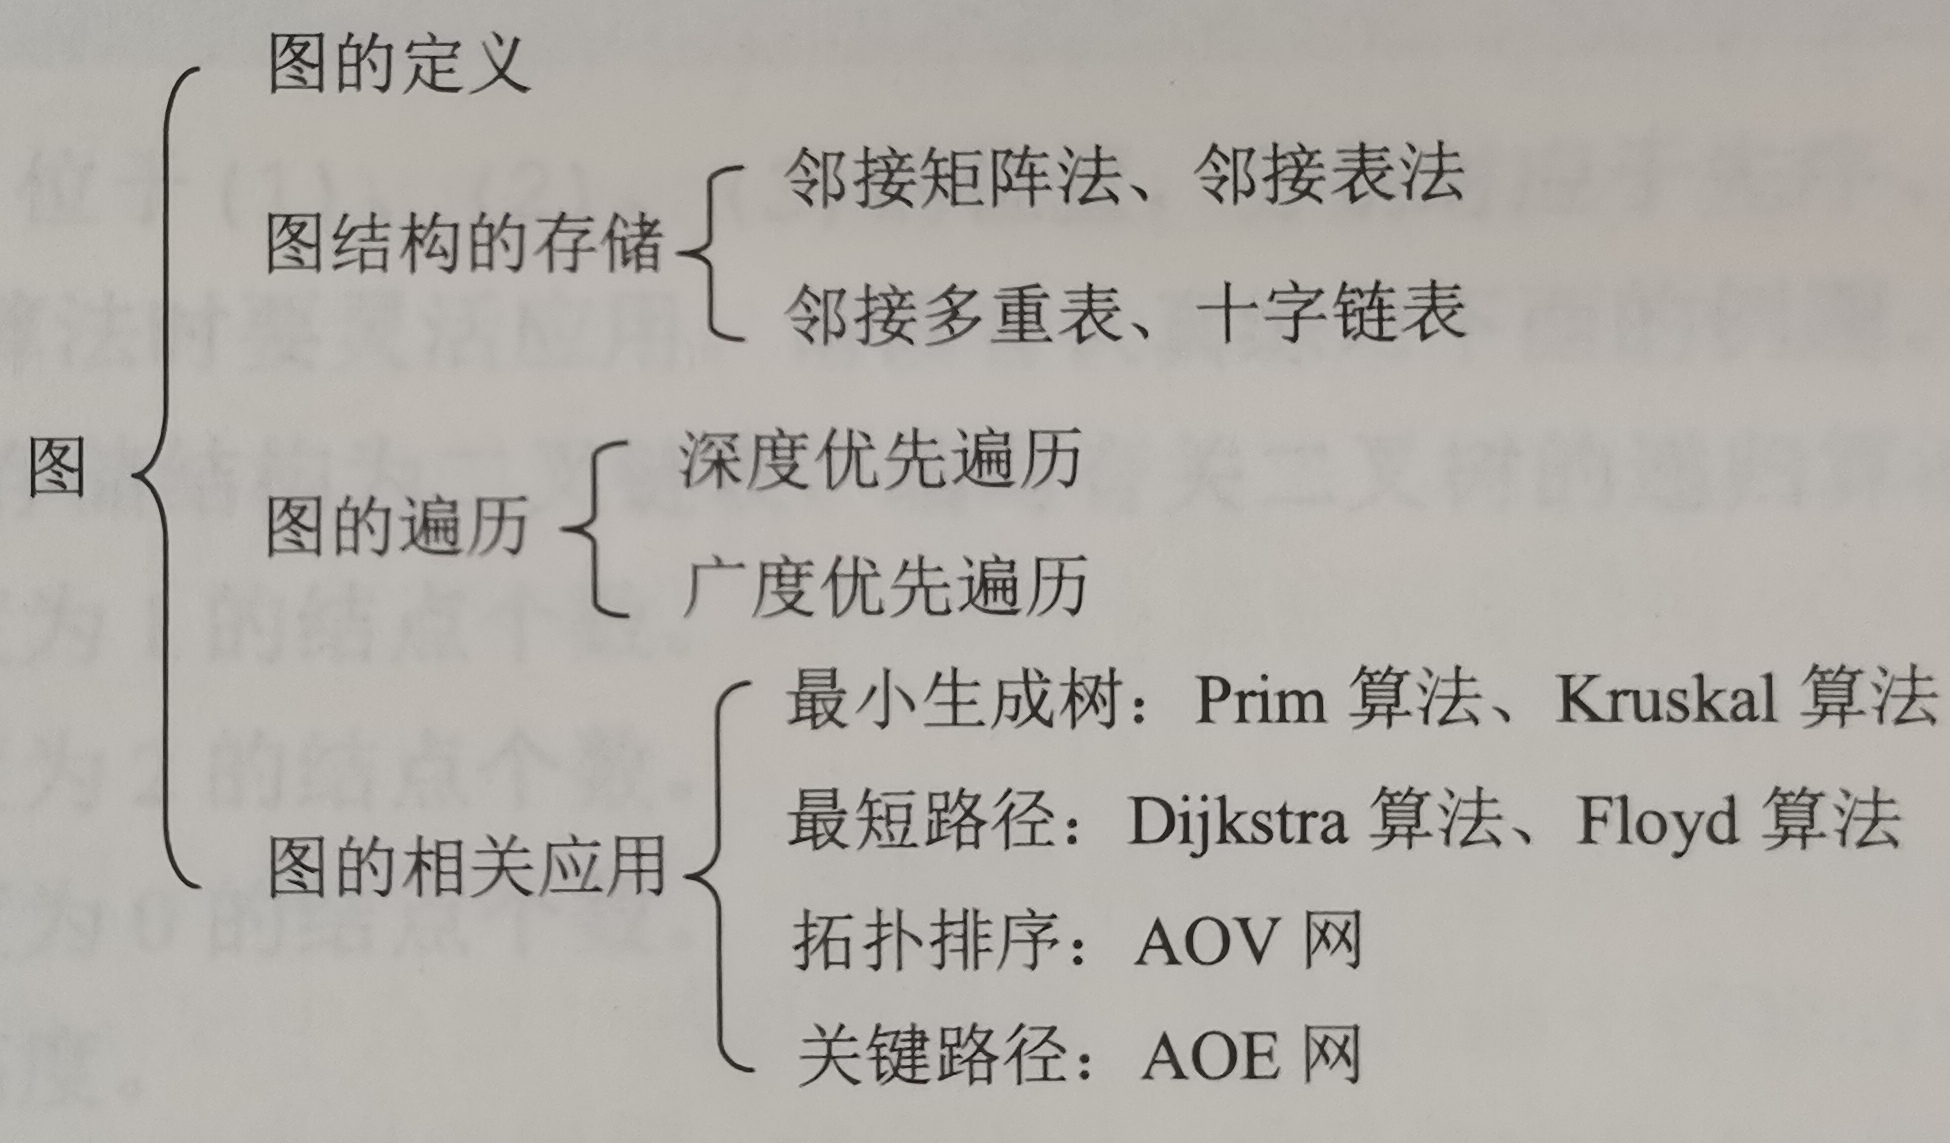 图的定义
邻接矩阵法、邻接表法
图结构的存储
邻接多重表、十字链表
图
深度优先遍历
图的遍历
广度优先遍历
最小生成树：Prim 算法、Kruskal 算法
最短路径：Dijkstra 算法、Floyd 算法
图的相关应用
拓扑排序：AOV 网
关键路径：AOE 网